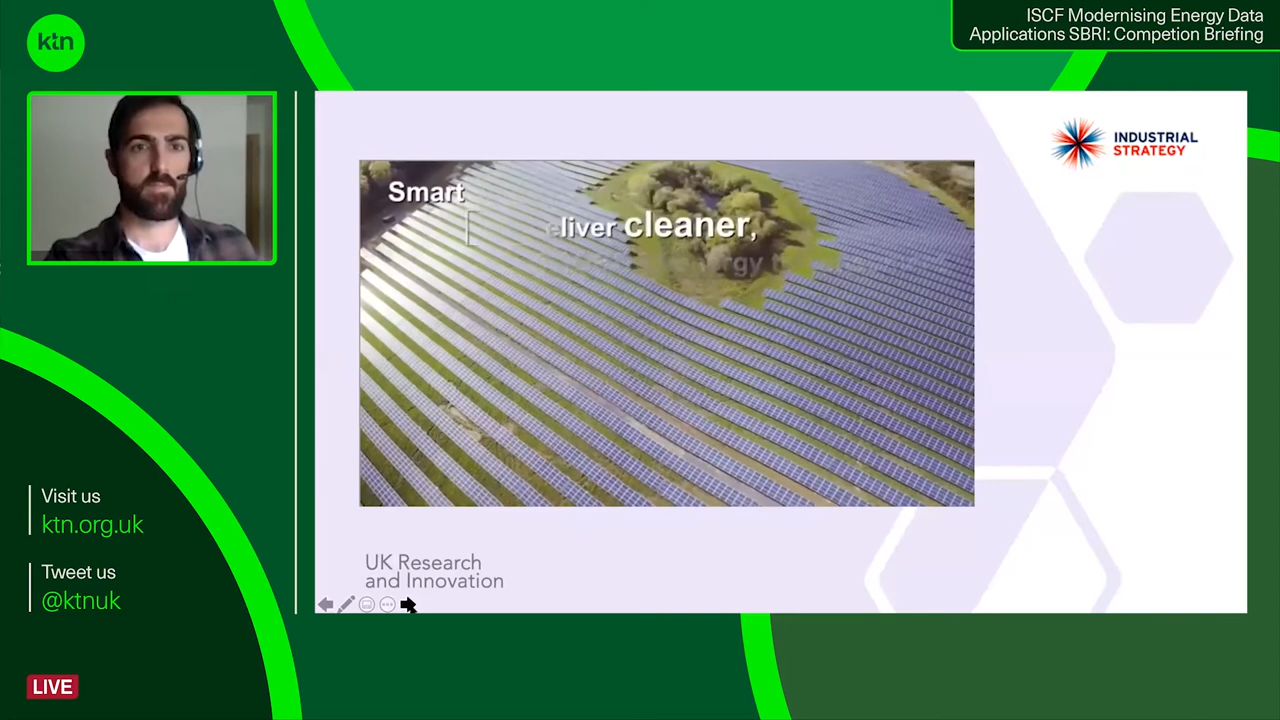 ktn
ISCF Modernising Energy Data
Applications SBRI: Competion Briefing
INDUSTRIAL
STRATEGY
Smart
eliver cleaner,
UK Research
and Innovation
Visit us
ktn.org.uk
Tweet us
@ktnuk
LIVE